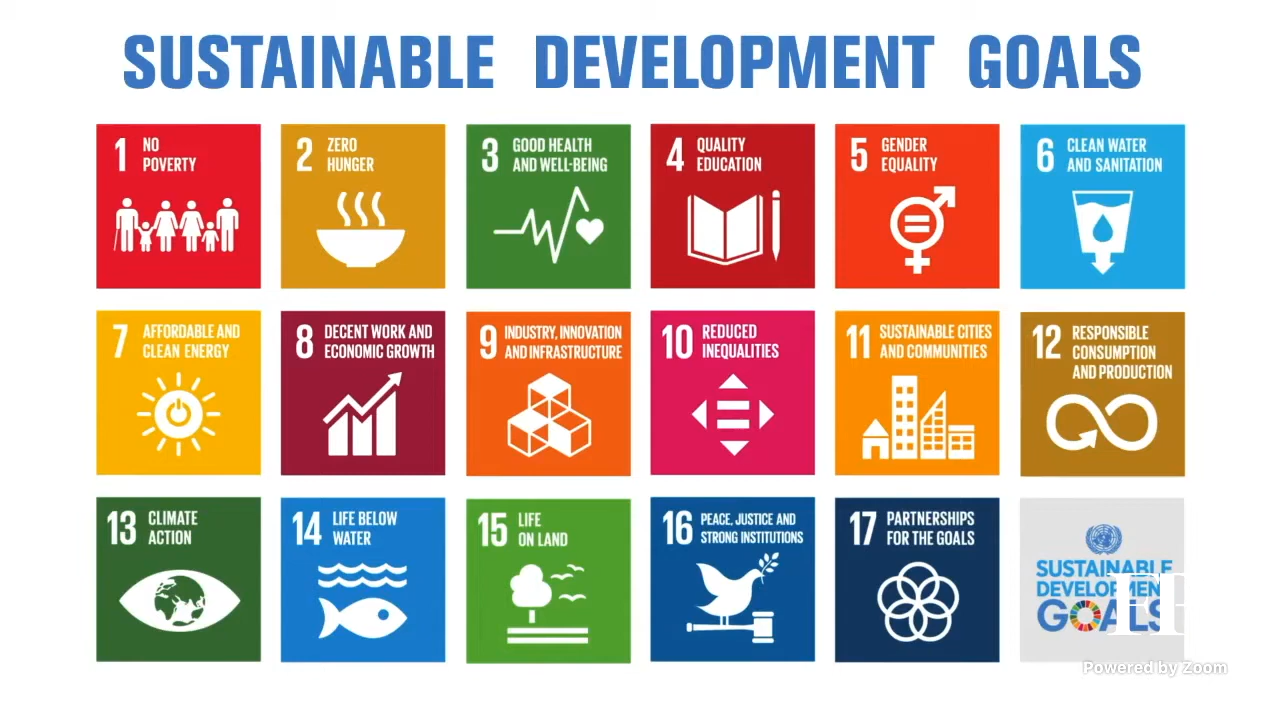 SUSTAINABLE DEVELOPMENT GOALS
1 NO
POVERTY
2 ZERO
HUNGER
3 GOOD HEALTH
AND WELL-BEING
4 QUALITY
EDUCATION
5 GENDER
EQUALITY
6 CLEAN WATER
AND SANITATION
7 AFFORDABLE AND
CLEAN ENERGY
8 DECENT WORK AND
ECONOMIC GROWTH
9 INDUSTRY, INNOVATION
AND INFRASTRUCTURE
10 REDUCED
INEQUALITIES
11 SUSTAINABLE CITIES
AND COMMUNITIES
12 RESPONSIBLE
CONSUMPTION
AND PRODUCTION
13 CLIMATE
ACTION
14 LIFE BELOW
WATER
15 LIFE
ON LAND
16 PEACE, JUSTICE AND
STRONG INSTITUTIONS
17 PARTNERSHIPS
FOR THE GOALS
SUSTAINABLE
DEVELOPMENT
GOALS
Powered by Zoom